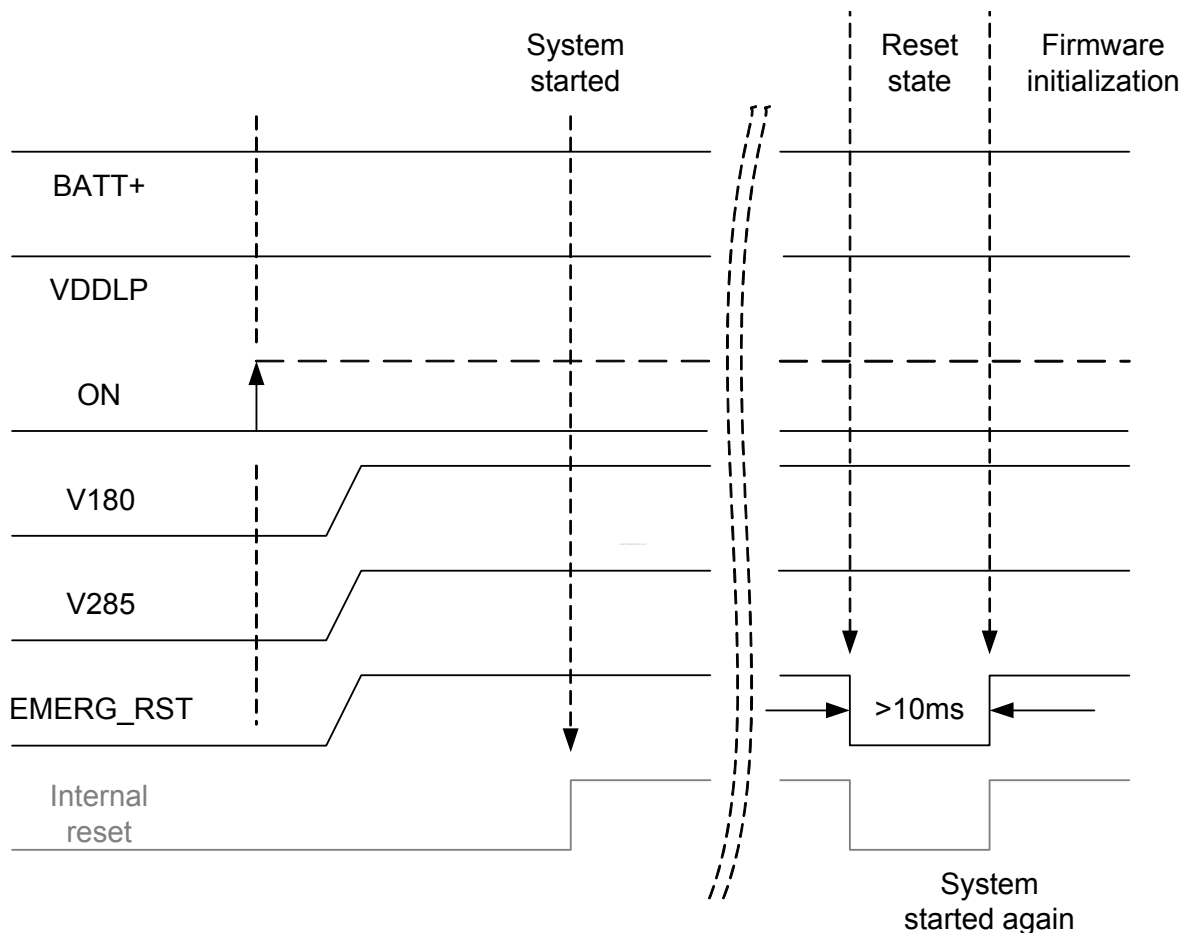 System
started
Reset
state
Firmware
initialization
BATT+
VDDLP
ON
V180
V285
EMERG_RST
>10ms
Internal
reset
System
started again